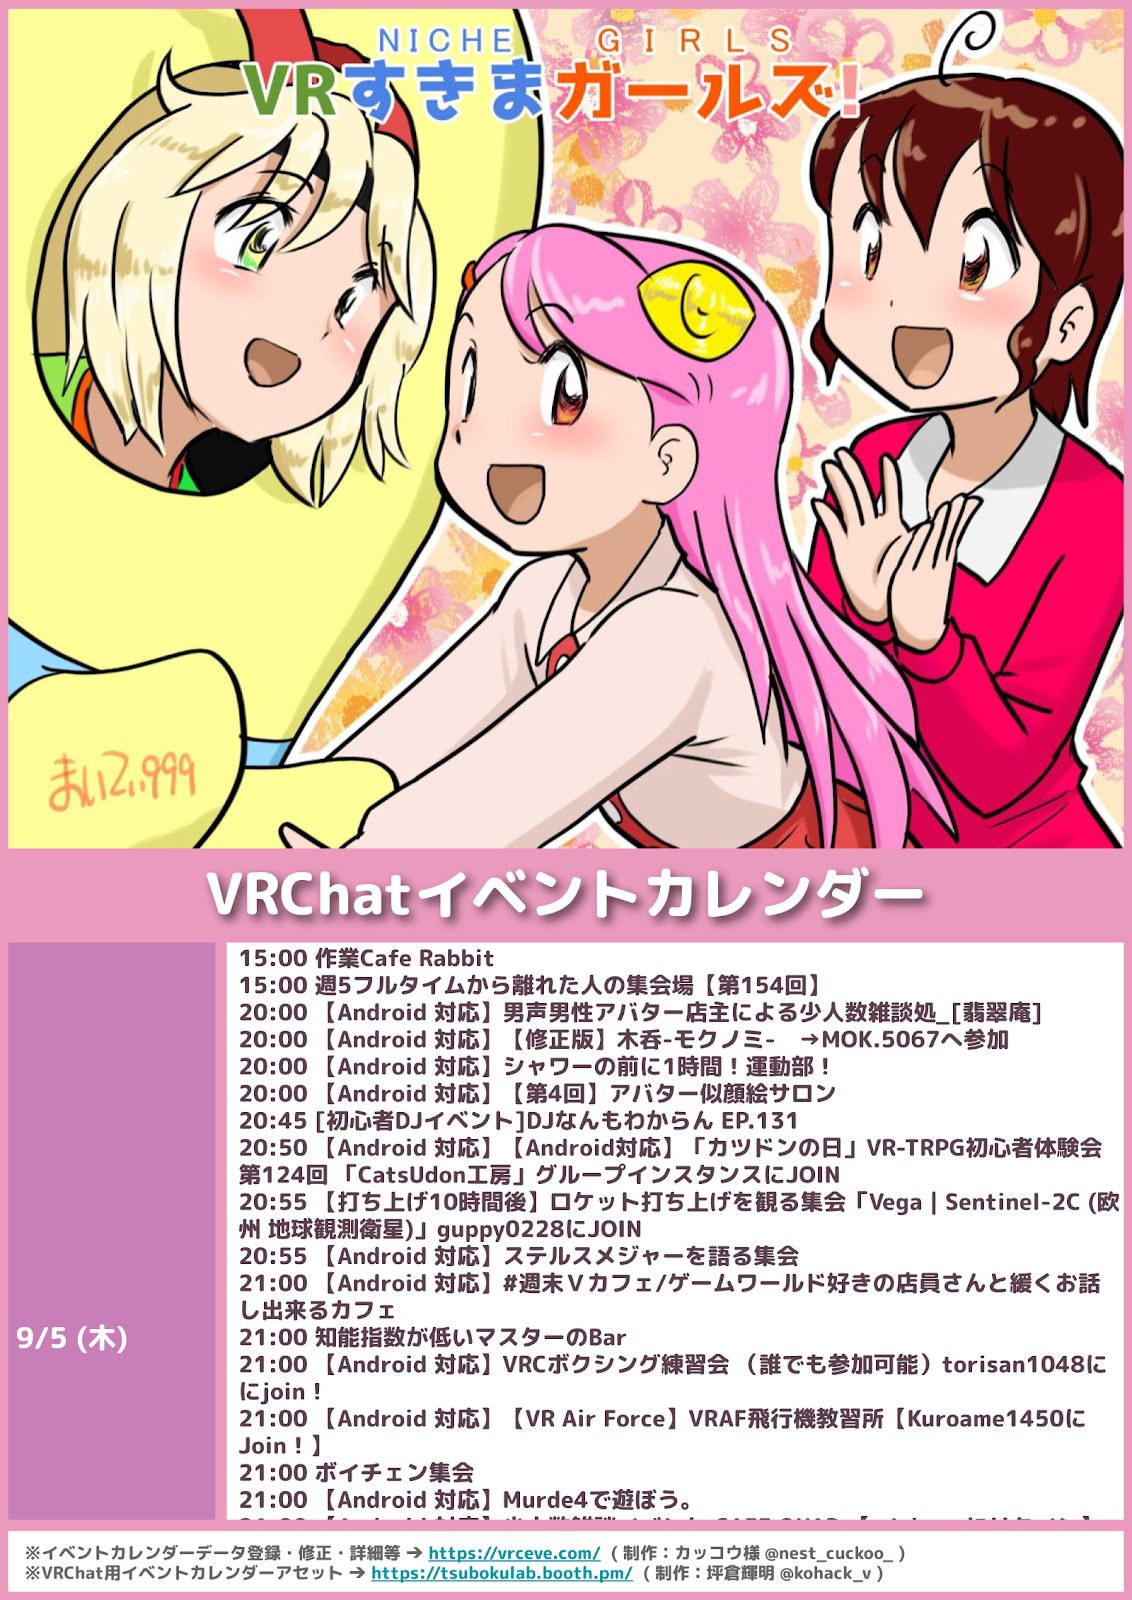 NICHE GIRLS
VRすきまガールズ!
まいてぃ999
VRChatイベントカレンダー
9/5 (木)
15:00 作業Cafe Rabbit
15:00 週5フルタイムから離れた人の集会場【第154回】
20:00 【Android 対応】男声男性アバター店主による少人数雑談処_[翡翠庵]
20:00 【Android 対応】【修正版】木呑-モクノミ-　→MOK.5067へ参加
20:00 【Android 対応】シャワーの前に1時間！運動部！
20:00 【Android 対応】【第4回】アバター似顔絵サロン
20:45 [初心者DJイベント]DJなんもわからん EP.131
20:50 【Android 対応】【Android対応】「カツドンの日」VR-TRPG初心者体験会
第124回 「CatsUdon工房」グループインスタンスにJOIN
20:55 【打ち上げ10時間後】ロケット打ち上げを観る集会「Vega | Sentinel-2C (欧
州 地球観測衛星)」guppy0228にJOIN
20:55 【Android 対応】ステルスメジャーを語る集会
21:00 【Android 対応】#週末Ｖカフェ/ゲームワールド好きの店員さんと緩くお話
し出来るカフェ
21:00 知能指数が低いマスターのBar
21:00 【Android 対応】VRCボクシング練習会 （誰でも参加可能）torisan1048に
にjoin！
21:00 【Android 対応】【VR Air Force】VRAF飛行機教習所【Kuroame1450に
Join！】
21:00 ボイチェン集会
21:00 【Android 対応】Murde4で遊ぼう。
※イベントカレンダーデータ登録・修正・詳細等 → https://vrceve.com/ ( 制作：カッコウ様 @nest_cuckoo_ )
※VRChat用イベントカレンダーアセット → https://tsubokulab.booth.pm/ ( 制作：坪倉輝明 @kohack_v )